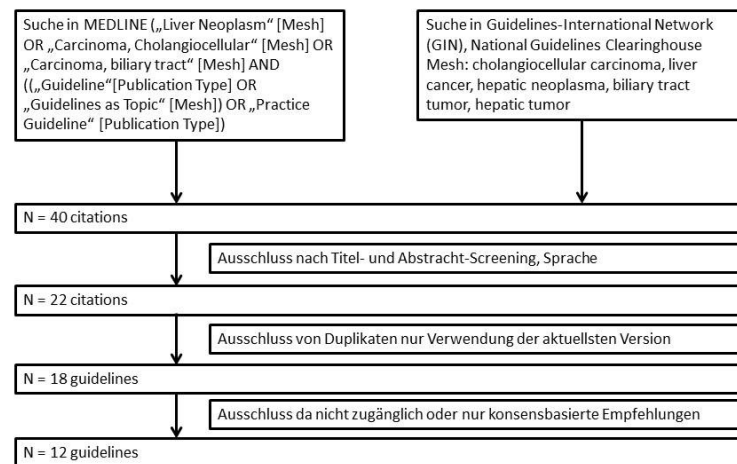 Suche in MEDLINE („Liver Neoplasm“ [Mesh]
OR „Carcinoma, Cholangiocellular“ [Mesh] OR
„Carcinoma, biliary tract“ [Mesh] AND
((„Guideline“[Publication Type] OR
„Guidelines as Topic“ [Mesh]) OR „Practice
Guideline“ [Publication Type])
Suche in Guidelines-International Network
(GIN), National Guidelines Clearinghouse
Mesh: cholangiocellular carcinoma, liver
cancer, hepatic neoplasma, biliary tract
tumor, hepatic tumor
N = 40 citations
Ausschluss nach Titel- und Abstracht-Screening, Sprache
N = 22 citations
Ausschluss von Duplikaten nur Verwendung der aktuellsten Version
N = 18 guidelines
Ausschluss da nicht zugänglich oder nur konsensbasierte Empfehlungen
N = 12 guidelines